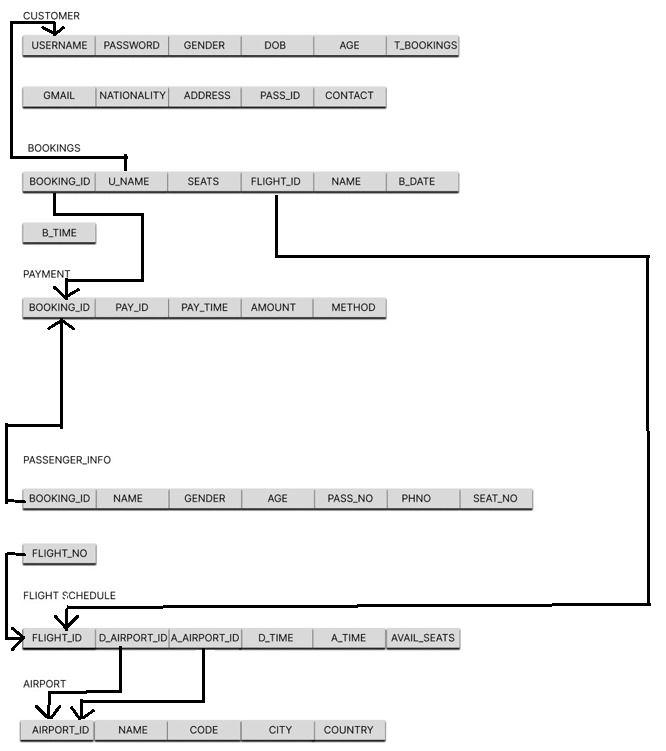 CUSTOMER
USERNAME PASSWORD GENDER DOB AGE T_BOOKINGS
GMAIL NATIONALITY ADDRESS PASS_ID CONTACT
BOOKINGS
BOOKING_ID U_NAME SEATS FLIGHT_ID NAME B_DATE
B_TIME
PAYMENT
BOOKING_ID PAY_ID PAY_TIME AMOUNT METHOD
PASSENGER_INFO
BOOKING_ID NAME GENDER AGE PASS_NO PHNO SEAT_NO
FLIGHT_NO
FLIGHT SCHEDULE
FLIGHT_ID D_AIRPORT_ID A_AIRPORT_ID D_TIME A_TIME AVAIL_SEATS
AIRPORT
AIRPORT_ID NAME CODE CITY COUNTRY